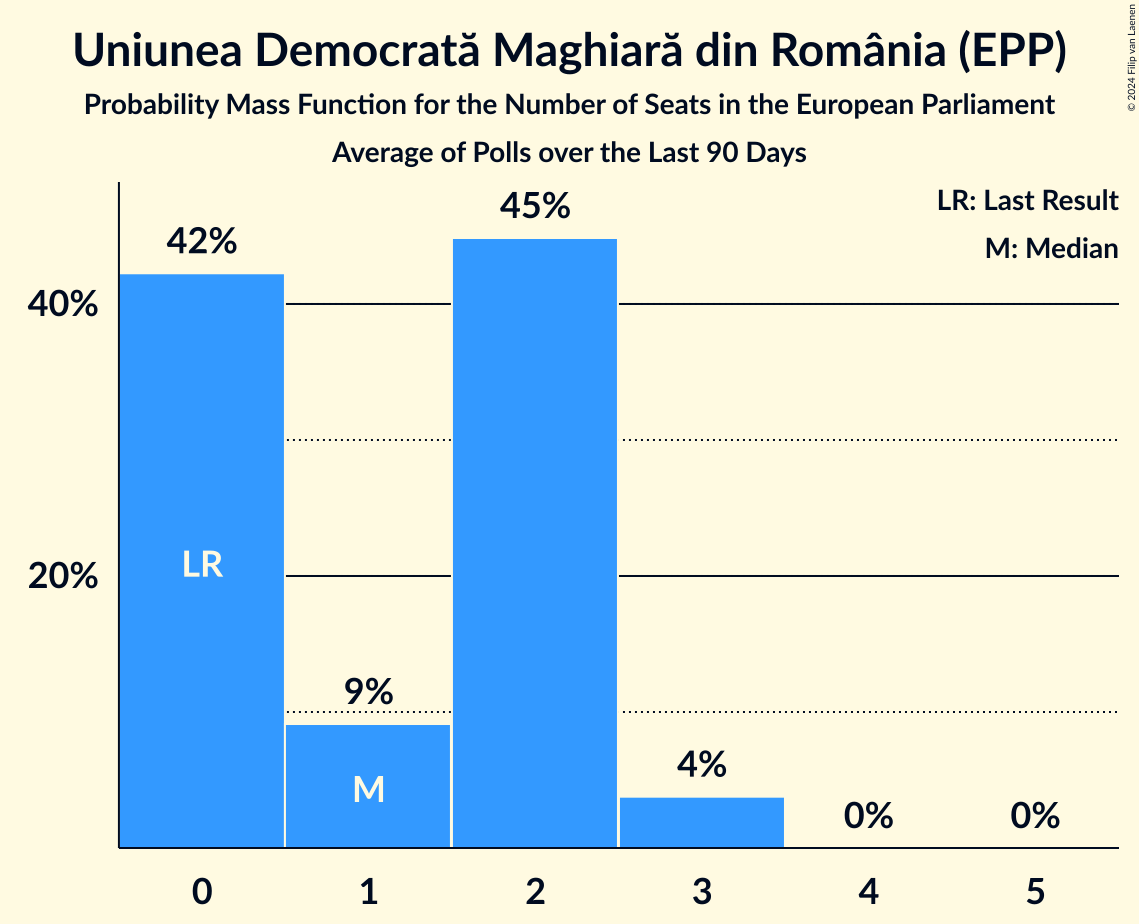 Uniunea Democrată Maghiară din România (EPP)
Probability Mass Function for the Number of Seats in the European Parliament
Average of Polls over the Last 90 Days
© 2024 Filip van Laenen
LR: Last Result
M: Median
42%
45%
40%
LR
20%
9%
M
4%
0%
0%
0 1 2 3 4 5